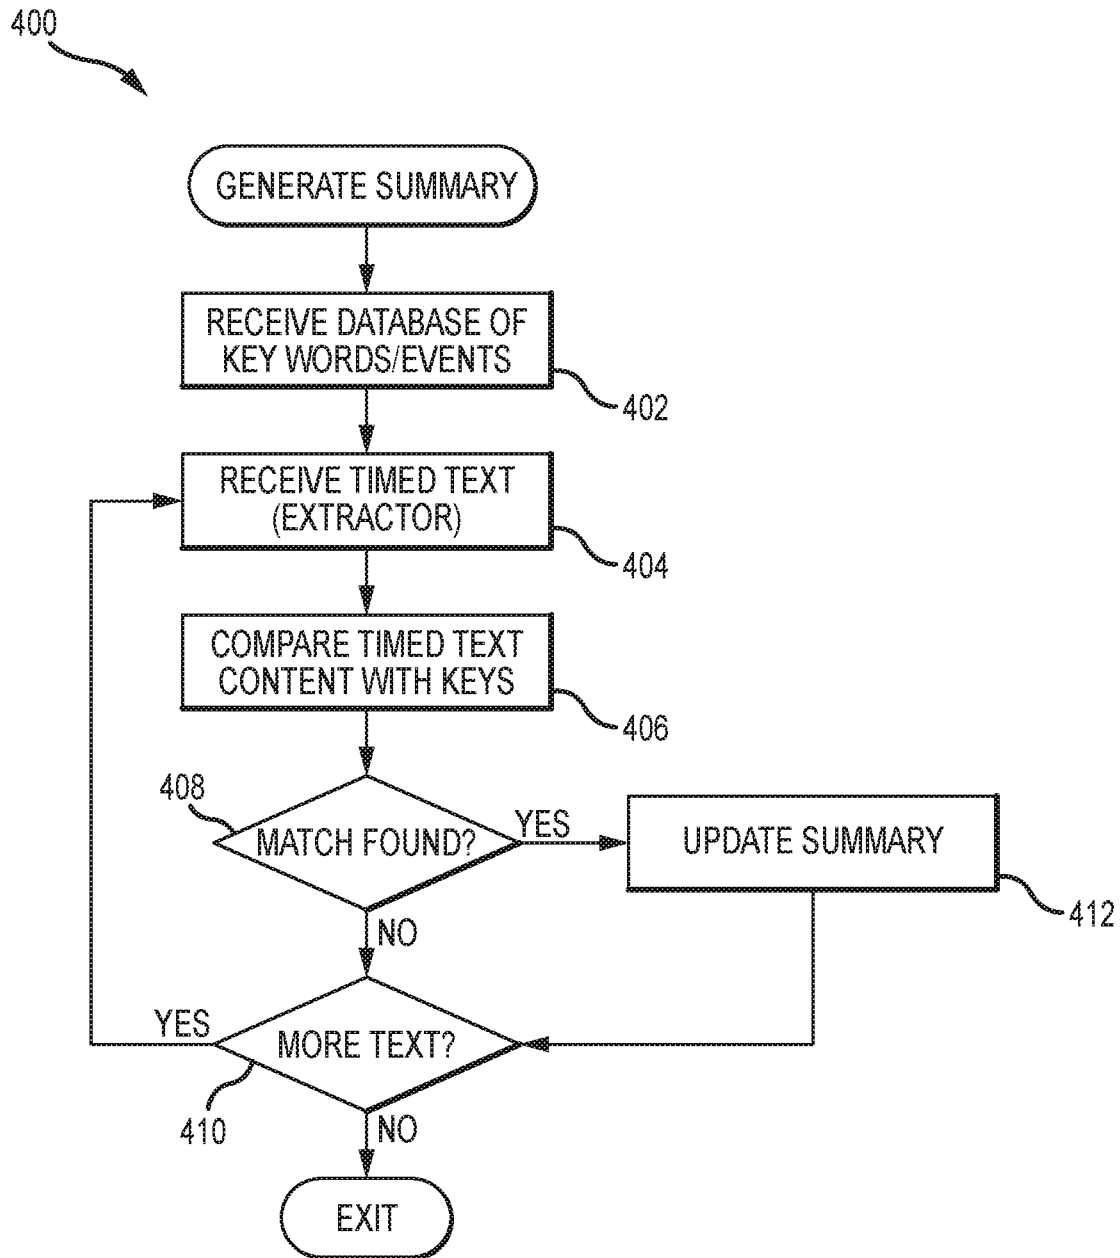 400
GENERATE SUMMARY
RECEIVE DATABASE OF
KEY WORDS/EVENTS
402
RECEIVE TIMED TEXT
(EXTRACTOR)
404
COMPARE TIMED TEXT
CONTENT WITH KEYS
406
408
MATCH FOUND?
YES
UPDATE SUMMARY
412
NO
YES
MORE TEXT?
410
NO
EXIT